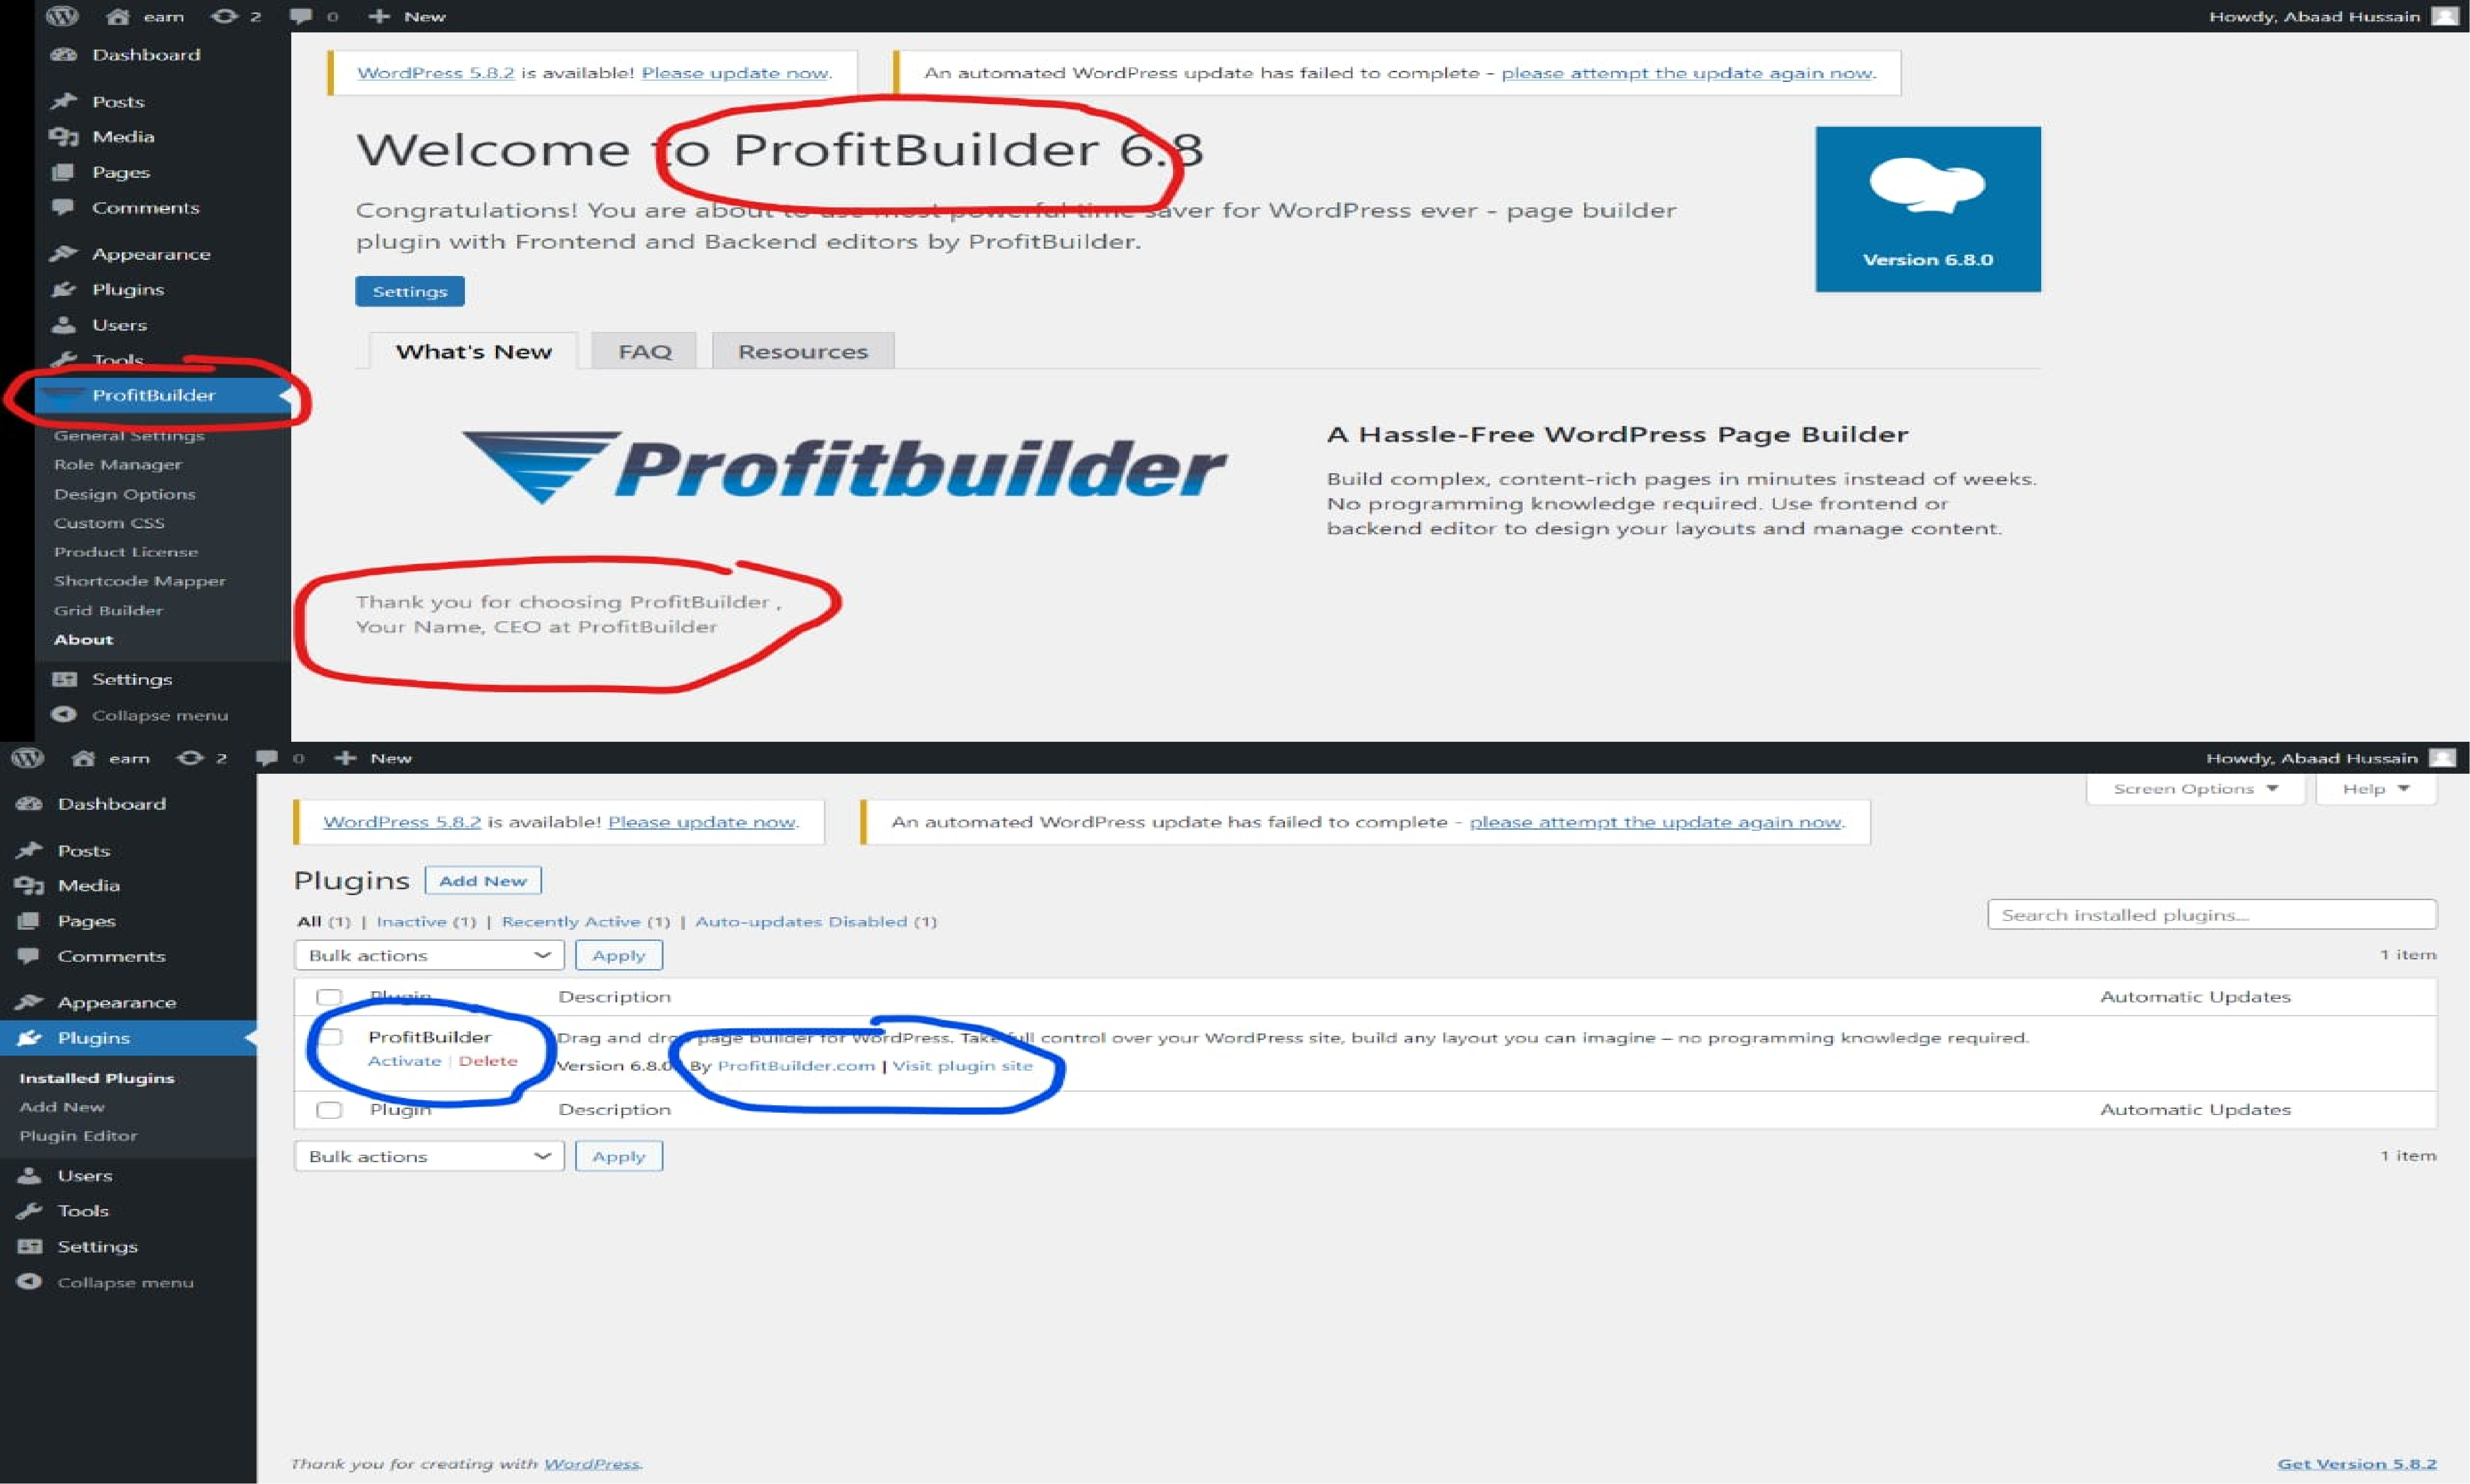 earn 2 0 New Howdy, Abaad Hussain
Dashboard
Posts
Media
Pages
Comments
Appearance
Plugins
Users
Tools
ProfitBuilder
General Settings
Role Manager
Design Options
Custom CSS
Product License
Shortcode Mapper
Grid Builder
About
Settings
Collapse menu
WordPress 5.8.2 is available! Please update now.
An automated WordPress update has failed to complete - please attempt the update again now.
Welcome to ProfitBuilder 6.8
Congratulations! You are about to use most powerful time saver for WordPress ever - page builder
plugin with Frontend and Backend editors by ProfitBuilder.
Version 6.8.0
Settings
What's New FAQ Resources
Profitbuilder
A Hassle-Free WordPress Page Builder
Build complex, content-rich pages in minutes instead of weeks.
No programming knowledge required. Use frontend or
backend editor to design your layouts and manage content.
Thank you for choosing ProfitBuilder ,
Your Name, CEO at ProfitBuilder
earn 2 0 New Howdy, Abaad Hussain
Dashboard
Posts
Media
Pages
Comments
Appearance
Plugins
Installed Plugins
Add New
Plugin Editor
Users
Tools
Settings
Collapse menu
Screen Options Help
WordPress 5.8.2 is available! Please update now.
An automated WordPress update has failed to complete - please attempt the update again now.
Plugins Add New
All (1) | Inactive (1) | Recently Active (1) | Auto-updates Disabled (1)
Search installed plugins...
Bulk actions Apply 1 item
Plugin Description Automatic Updates
ProfitBuilder Drag and drop page builder for WordPress. Take full control over your WordPress site, build any layout you can imagine – no programming knowledge required.
Activate | Delete Version 6.8.0 | By ProfitBuilder.com | Visit plugin site
Plugin Description Automatic Updates
Bulk actions Apply 1 item
Thank you for creating with WordPress. Get Version 5.8.2